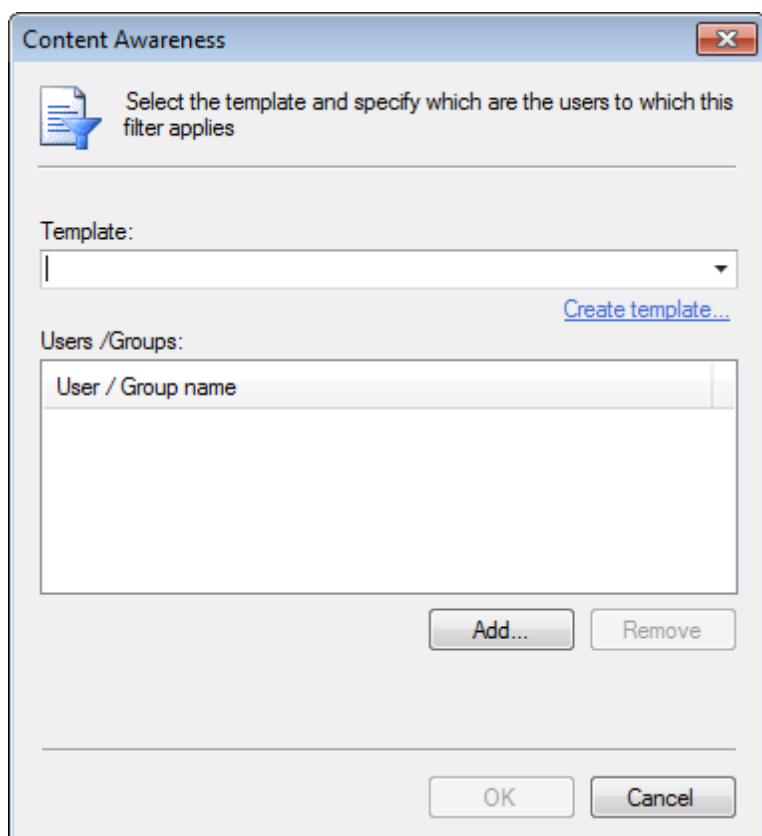 Content Awareness
Select the template and specify which are the users to which this
filter applies
Template:
Create template...
Users /Groups:
User / Group name
Add...
Remove
OK
Cancel